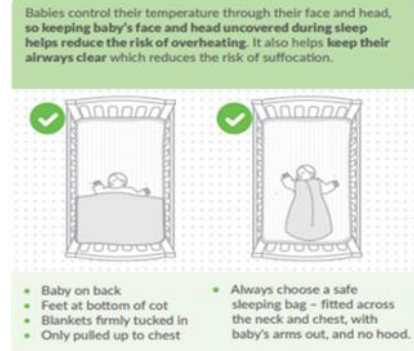 Babies control their temperature through their face and head,
so keeping baby's face and head uncovered during sleep
helps reduce the risk of overheating. It also helps keep their
airways clear which reduces the risk of suffocation.
• Baby on back
• Feet at bottom of cot
• Blankets firmly tucked in
• Only pulled up to chest
• Always choose a safe
sleeping bag – fitted across
the neck and chest, with
baby's arms out, and no hood.